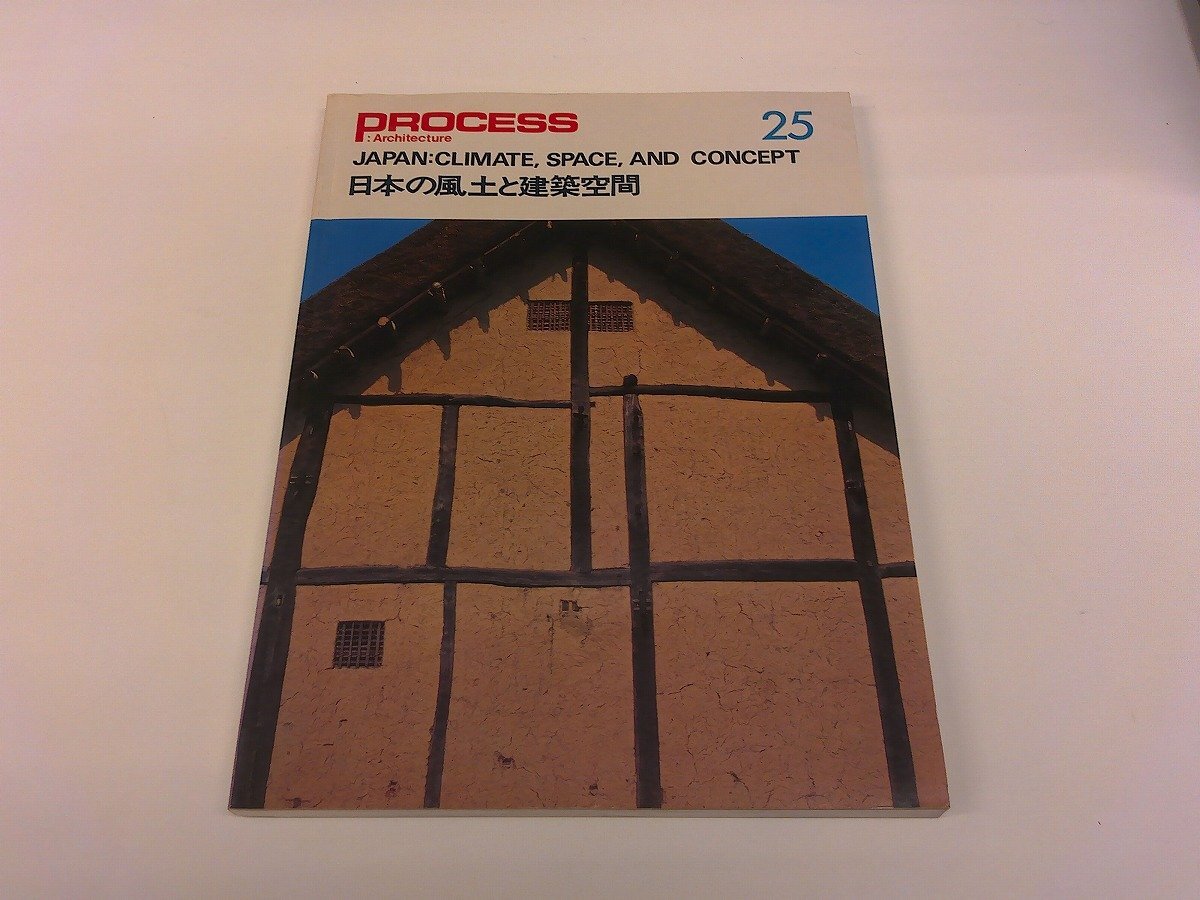 PROCESS
: Architecture
25
JAPAN:CLIMATE, SPACE, AND CONCEPT
日本の風土と建築空間